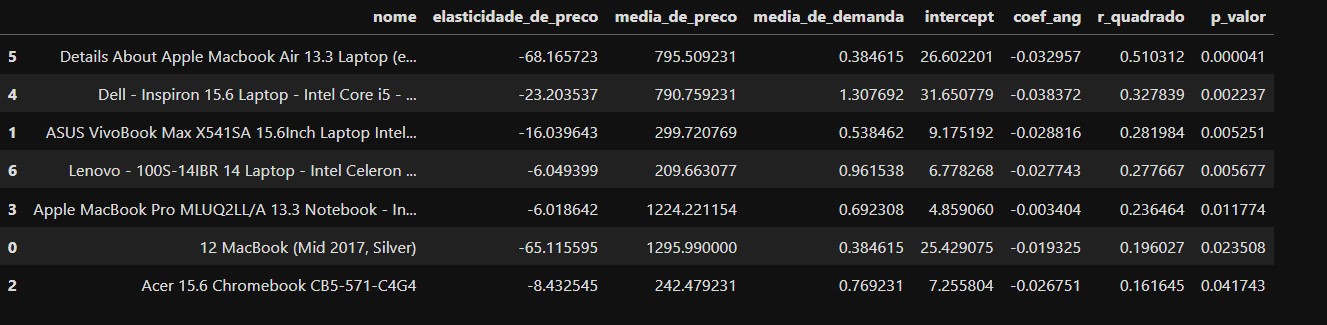 nome elasticidade_de_preco media_de_preco media_de_demanda intercept coef_ang r_quadrado p_valor
5 Details About Apple Macbook Air 13.3 Laptop (e... -68.165723 795.509231 0.384615 26.602201 -0.032957 0.510312 0.000041
4 Dell - Inspiron 15.6 Laptop - Intel Core i5 - ... -23.203537 790.759231 1.307692 31.650779 -0.038372 0.327839 0.002237
1 ASUS VivoBook Max X541SA 15.6Inch Laptop Intel... -16.039643 299.720769 0.538462 9.175192 -0.028816 0.281984 0.005251
6 Lenovo - 100S-14IBR 14 Laptop - Intel Celeron ... -6.049399 209.663077 0.961538 6.778268 -0.027743 0.277667 0.005677
3 Apple MacBook Pro MLUQ2LL/A 13.3 Notebook - In... -6.018642 1224.221154 0.692308 4.859060 -0.003404 0.236464 0.011774
0 12 MacBook (Mid 2017, Silver) -65.115595 1295.990000 0.384615 25.429075 -0.019325 0.196027 0.023508
2 Acer 15.6 Chromebook CB5-571-C4G4 -8.432545 242.479231 0.769231 7.255804 -0.026751 0.161645 0.041743